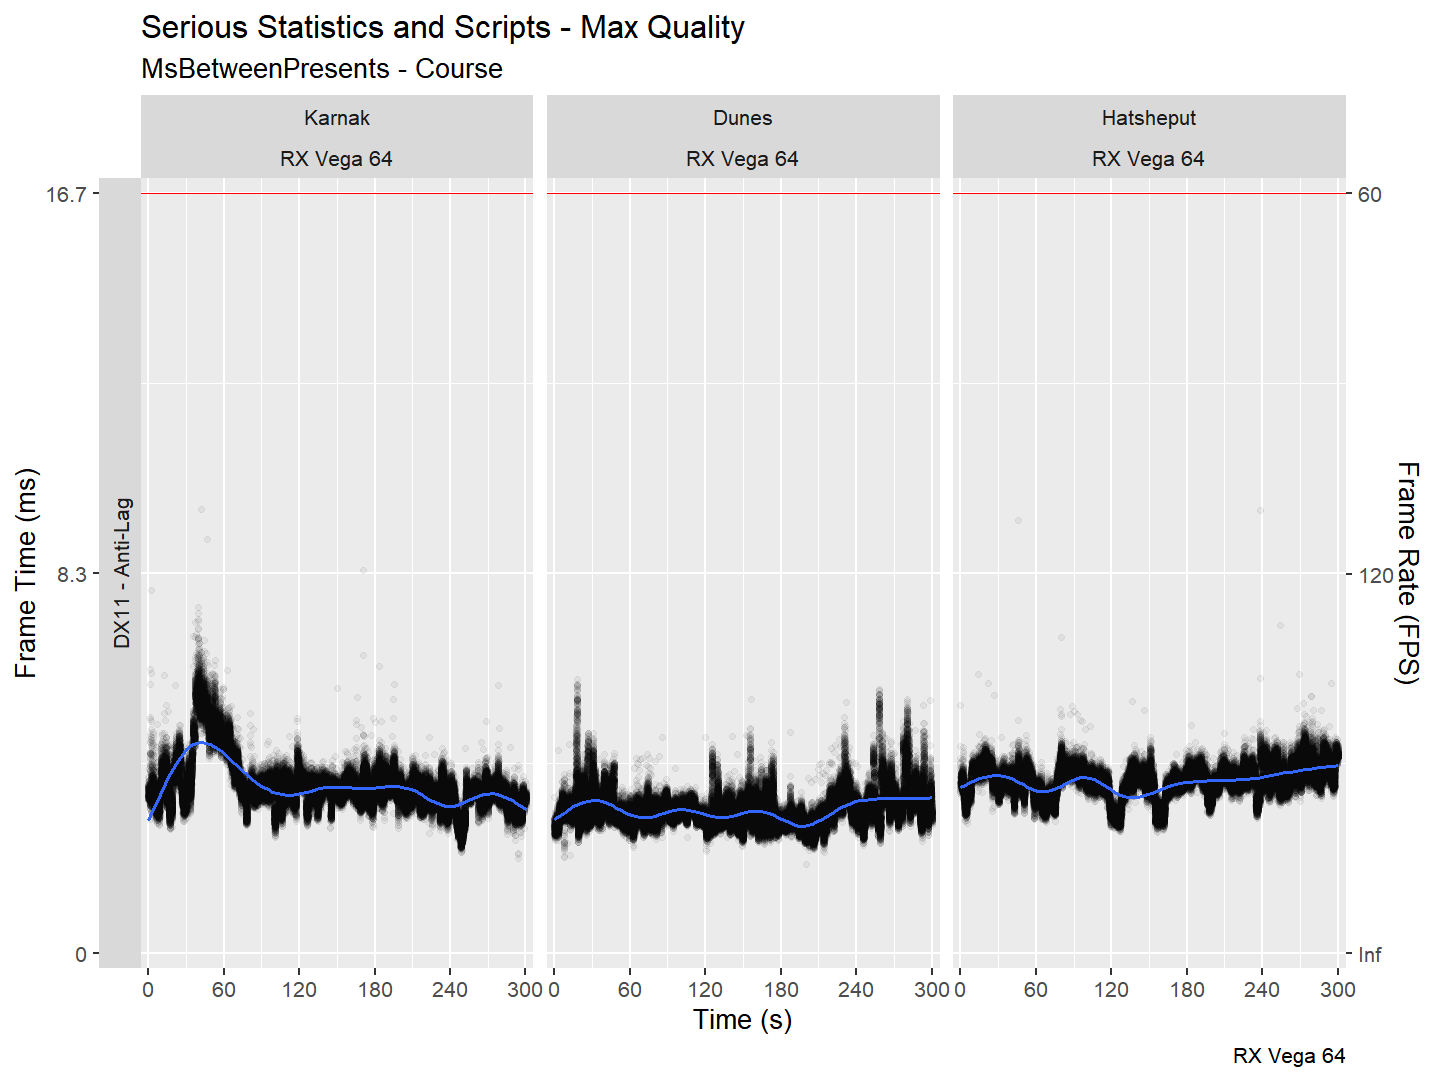 Serious Statistics and Scripts - Max Quality
MsBetweenPresents - Course
Karnak
Dunes
Hatsheput
RX Vega 64
RX Vega 64
RX Vega 64
16.7
8.3
0
Frame Time (ms)
DX11 - Anti-Lag
60
120
Inf
Frame Rate (FPS)
0 60 120 180 240 300
0 60 120 180 240 300
0 60 120 180 240 300
Time (s)
RX Vega 64